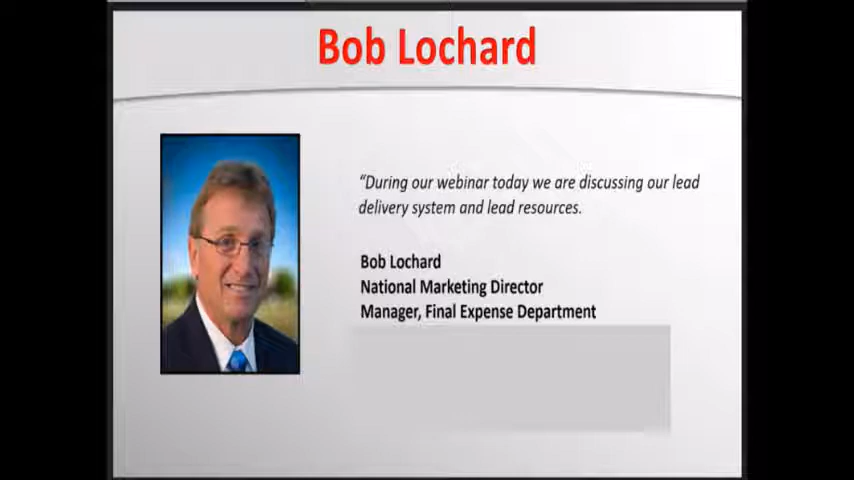 Bob Lochard
“During our webinar today we are discussing our lead
delivery system and lead resources.
Bob Lochard
National Marketing Director
Manager, Final Expense Department